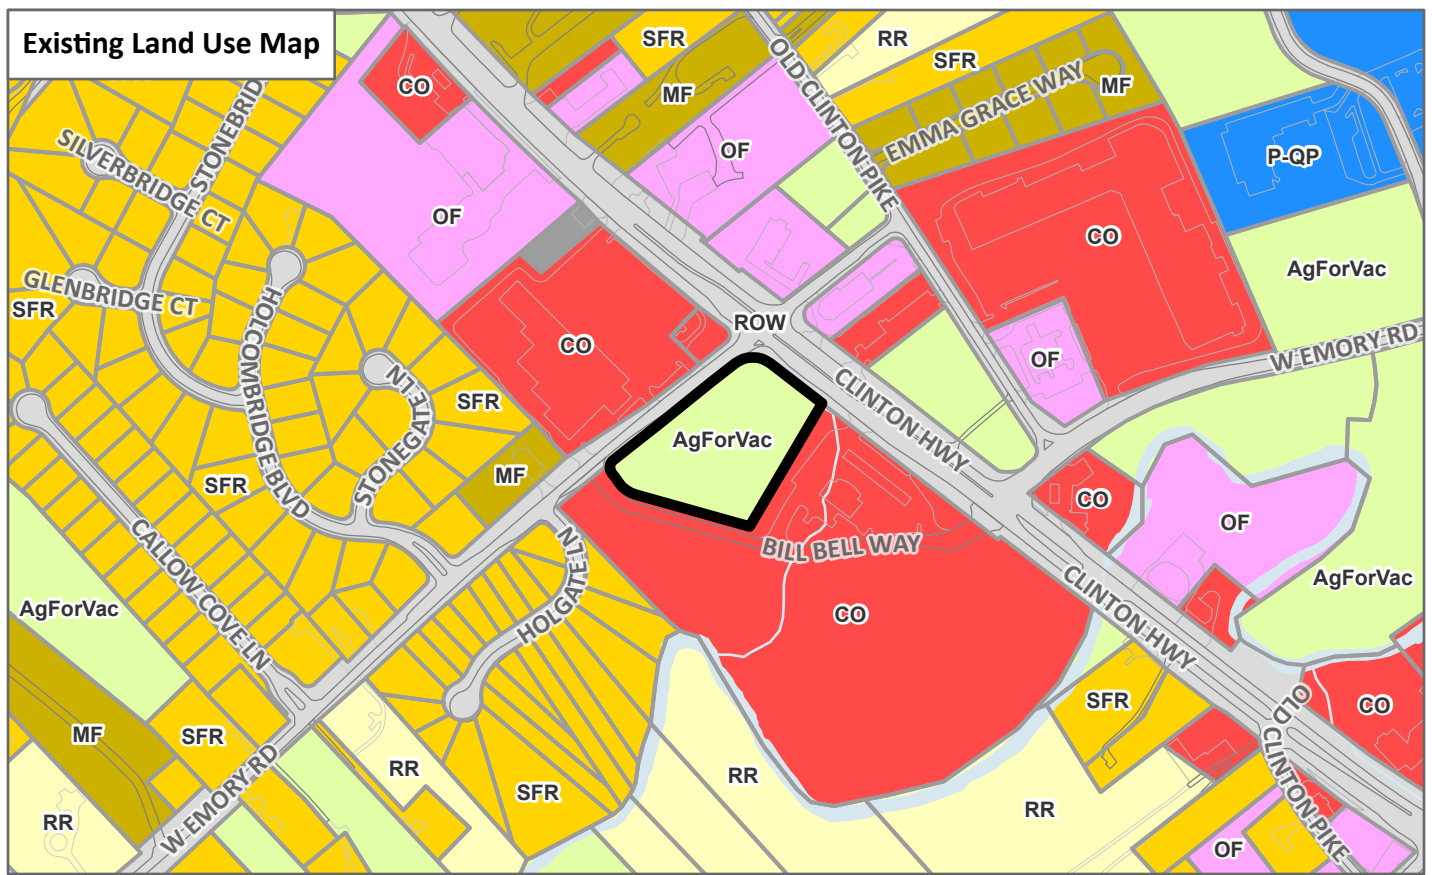 Existing Land Use Map
SFR
RR
OLD CLINTON PIKE
SFR
CO
MF
EMMA GRACE WAY
MF
STONEBRID
SILVERBRIDGE CT
OF
P-QP
OF
CO
AgForVac
GLENBRIDGE CT
SFR
HOLCOMBRIDGE BLVD
ROW
CO
OF
W EMORY RD
STONEGATE LN
SFR
CLINTON HWY
AgForVac
MF
SFR
CO
OF
CALLOW COVE LN
HOLGATE LN
BILL BELL WAY
CLINTON HWY
AgForVac
AgForVac
CO
SFR
CO
OLD CLINTON PIKE
MF
SFR
W EMORY RD
RR
RR
SFR
RR
RR
OF